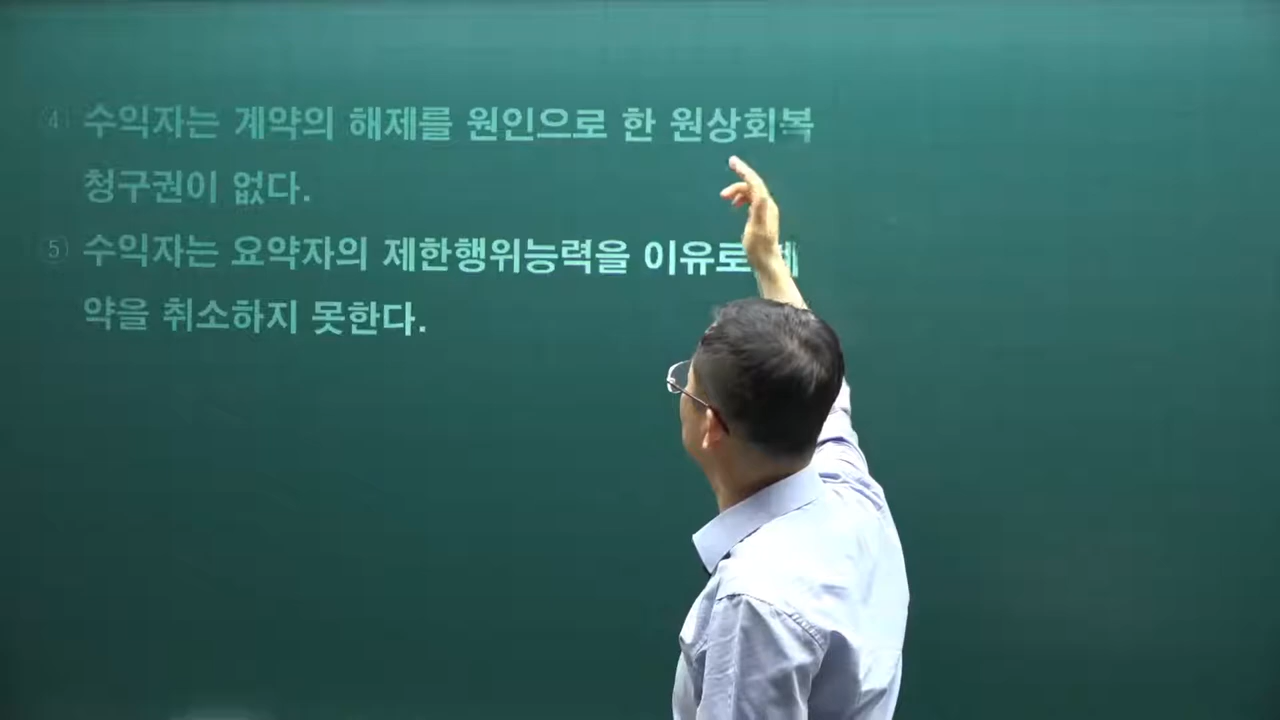 ④ 수익자는 계약의 해제를 원인으로 한 원상회복
청구권이 없다.
⑤ 수익자는 요약자의 제한행위능력을 이유로
약을 취소하지 못한다.